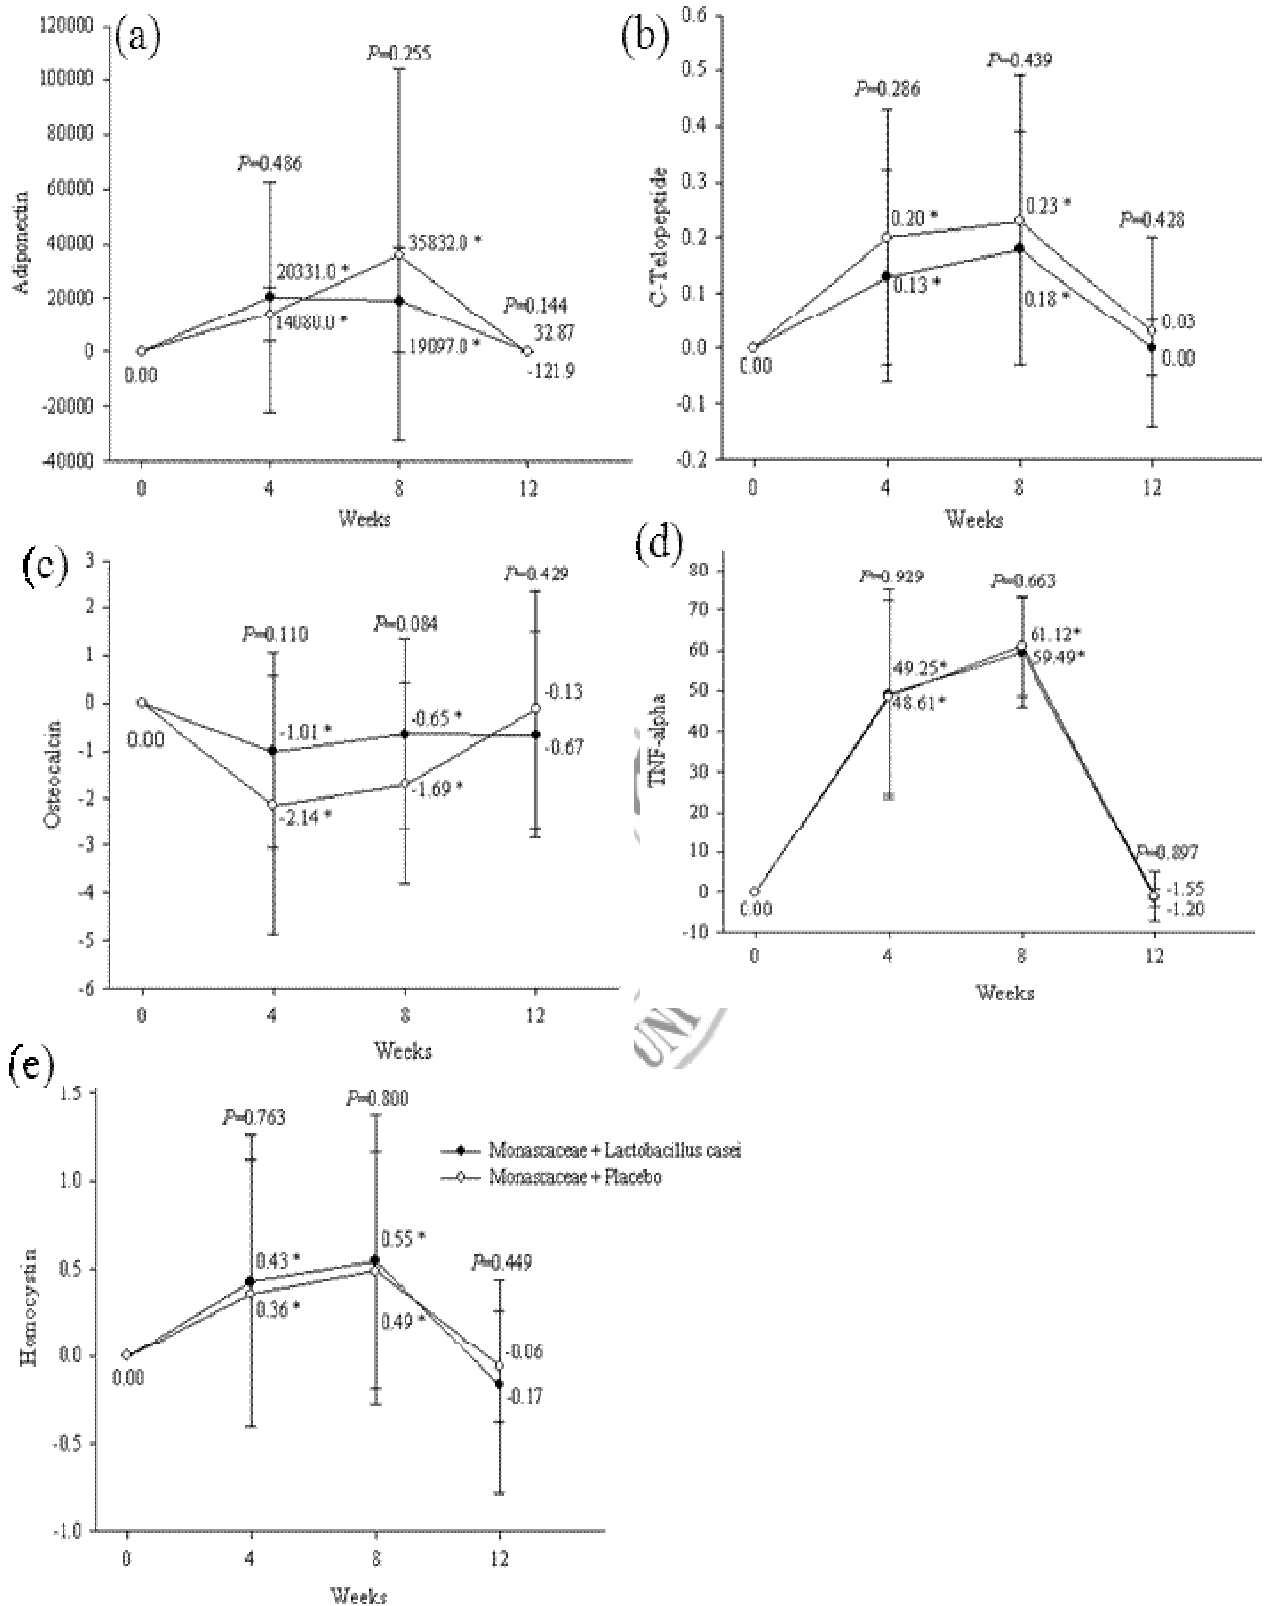 (a)
120000
100000
80000
60000
40000
20000
0
-20000
-40000
Adiponectin
P=0.486
P=0.255
P=0.144
20331.0 *
14080.0 *
35832.0 *
19097.0 *
32.87
-121.9
0.00
0 4 8 12
Weeks
(b)
0.6
0.5
0.4
0.3
0.2
0.1
0.0
-0.1
-0.2
C-Telopeptide
P=0.286
P=0.439
P=0.428
0.20 *
0.13 *
0.23 *
0.18 *
0.03
0.00
0.00
0 4 8 12
Weeks
(c)
3
2
1
0
-1
-2
-3
-4
-5
-6
Osteocalcin
P=0.110
P=0.084
P=0.429
0.00
-1.01 *
-2.14 *
-0.65 *
-1.69 *
-0.13
-0.67
0 4 8 12
Weeks
(d)
80
70
60
50
40
30
20
10
0
-10
TNF-alpha
P=0.929
P=0.663
P=0.897
49.25*
48.61*
61.12*
59.49*
-1.55
-1.20
0.00
0 4 8 12
Weeks
UNI
(e)
1.5
1.0
0.5
0.0
-0.5
-1.0
Homocystin
P=0.763
P=0.800
P=0.449
0.43 *
0.36 *
0.55 *
0.49 *
-0.06
-0.17
0.00
0 4 8 12
Weeks
Monascaceae + Lactobacillus casei
Monascaceae + Placebo